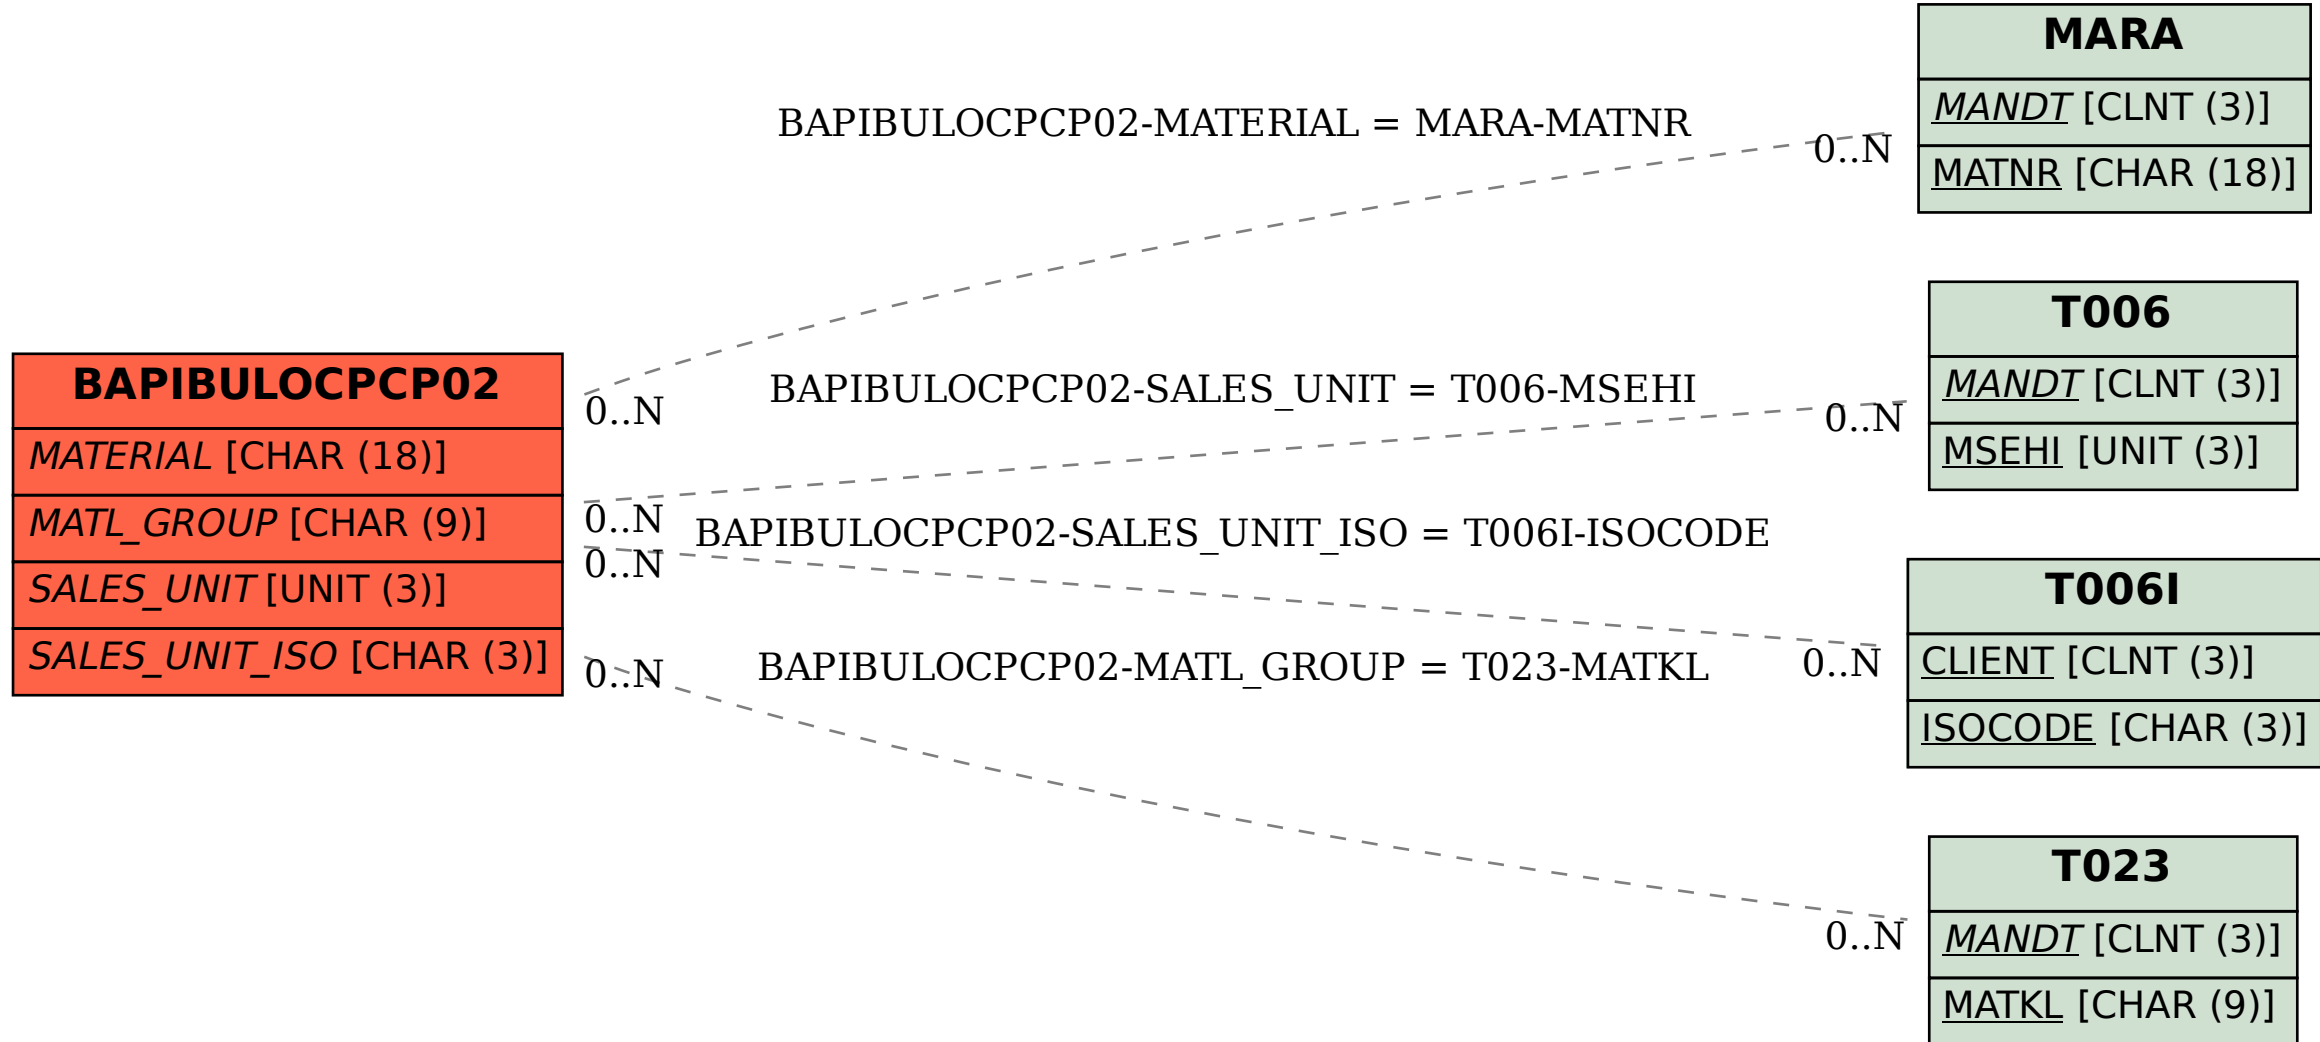 MARA
MANDT [CLNT (3)]
MATNR [CHAR (18)]
BAPIBULOCPCP02-MATERIAL = MARA-MATNR
0..N
T006
MANDT [CLNT (3)]
MSEHI [UNIT (3)]
BAPIBULOCPCP02
MATERIAL [CHAR (18)]
MATL_GROUP [CHAR (9)]
SALES_UNIT [UNIT (3)]
SALES_UNIT_ISO [CHAR (3)]
0..N
BAPIBULOCPCP02-SALES_UNIT = T006-MSEHI
0..N
0..N
BAPIBULOCPCP02-SALES_UNIT_ISO = T006I-ISOCODE
0..N
T006I
CLIENT [CLNT (3)]
ISOCODE [CHAR (3)]
0..N
BAPIBULOCPCP02-MATL_GROUP = T023-MATKL
0..N
T023
MANDT [CLNT (3)]
MATKL [CHAR (9)]
0..N